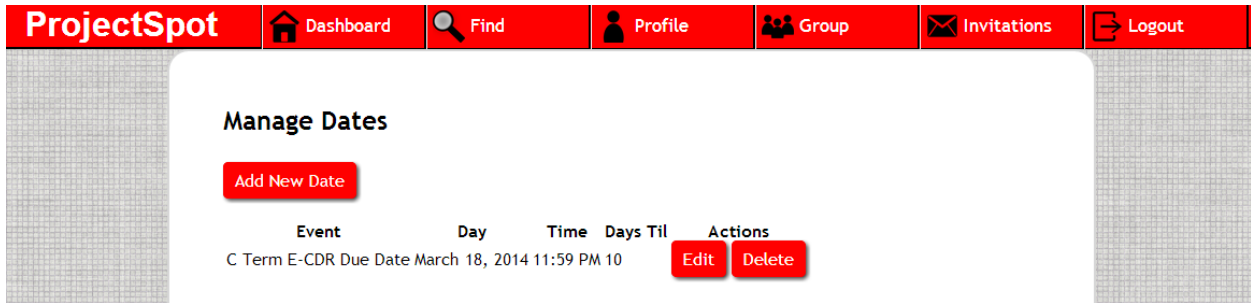 ProjectSpot Dashboard Find Profile Group Invitations Logout
Manage Dates
Add New Date
Event Day Time Days Til Actions
C Term E-CDR Due Date March 18, 2014 11:59 PM 10 Edit Delete